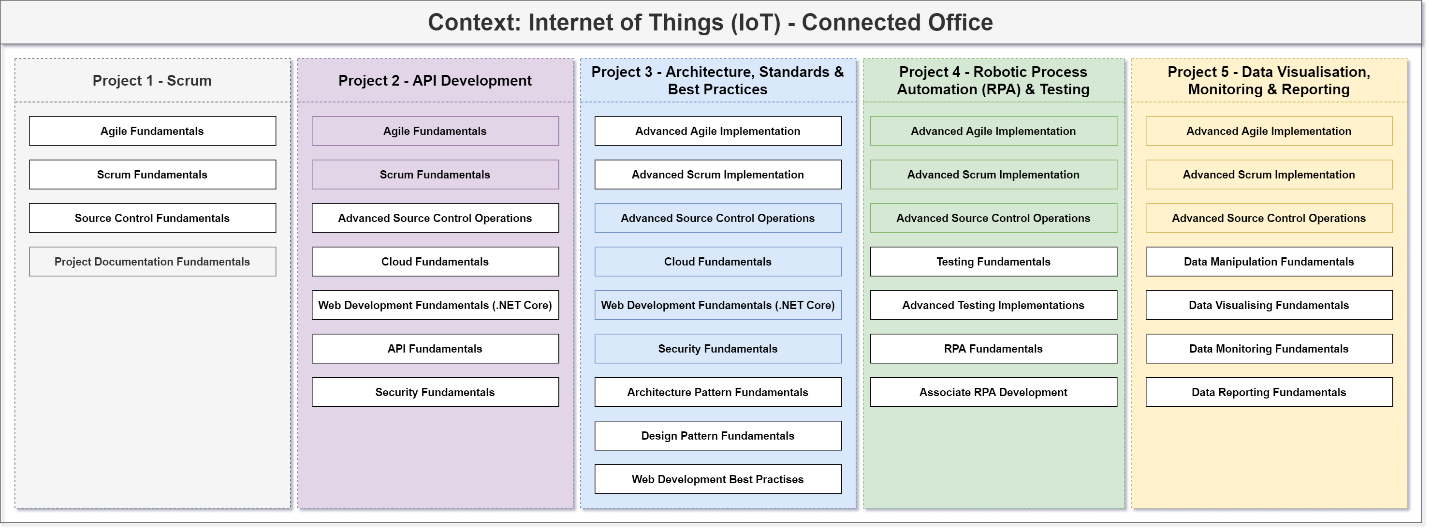 Context: Internet of Things (IoT) - Connected Office
Project 1 - Scrum
Agile Fundamentals
Scrum Fundamentals
Source Control Fundamentals
Project Documentation Fundamentals
Project 2 - API Development
Agile Fundamentals
Scrum Fundamentals
Advanced Source Control Operations
Cloud Fundamentals
Web Development Fundamentals (.NET Core)
API Fundamentals
Security Fundamentals
Project 3 - Architecture, Standards &
Best Practices
Advanced Agile Implementation
Advanced Scrum Implementation
Advanced Source Control Operations
Cloud Fundamentals
Web Development Fundamentals (.NET Core)
Security Fundamentals
Architecture Pattern Fundamentals
Design Pattern Fundamentals
Web Development Best Practises
Project 4 - Robotic Process
Automation (RPA) & Testing
Advanced Agile Implementation
Advanced Scrum Implementation
Advanced Source Control Operations
Testing Fundamentals
Advanced Testing Implementations
RPA Fundamentals
Associate RPA Development
Project 5 - Data Visualisation,
Monitoring & Reporting
Advanced Agile Implementation
Advanced Scrum Implementation
Advanced Source Control Operations
Data Manipulation Fundamentals
Data Visualising Fundamentals
Data Monitoring Fundamentals
Data Reporting Fundamentals